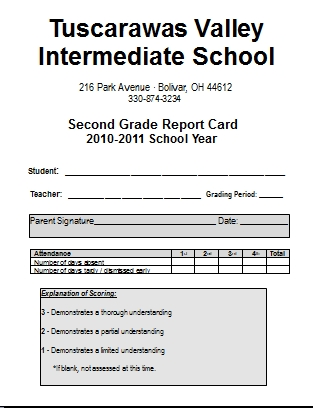 Tuscarawas Valley
Intermediate School
216 Park Avenue · Bolivar, OH 44612
330-874-3234
Second Grade Report Card
2010-2011 School Year
Student: ______________________________
Teacher: __________________ Grading Period: ______
Parent Signature__________________________ Date: __________
Attendance 1st 2nd 3rd 4th Total
Number of days absent
Number of days tardy / dismissed early
Explanation of Scoring:
3 - Demonstrates a thorough understanding
2 - Demonstrates a partial understanding
1 - Demonstrates a limited understanding
*If blank, not assessed at this time.